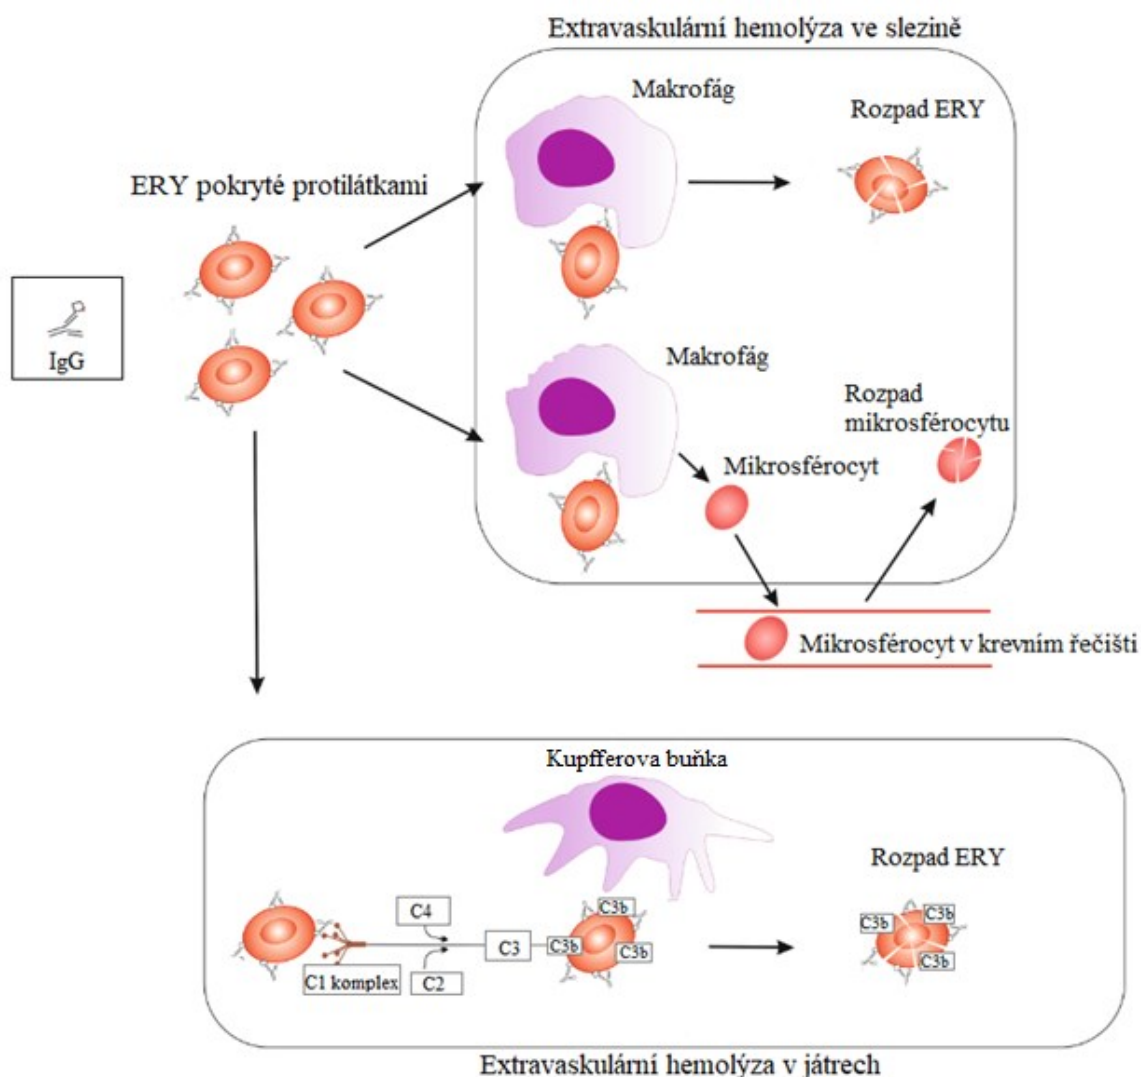 Extravaskulární hemolýza ve slezině
Makrofág
Rozpad ERY
ERY pokryté protilátkami
IgG
Makrofág
Rozpad
mikrosférocytu
Mikrosférocyt
Mikrosférocyt v krevním řečišti
Kupfferova buňka
Rozpad ERY
C4
C3b
C3b
C3b
C3
C3b
C3b
C3b
C1 komplex
C2
Extravaskulární hemolýza v játrech